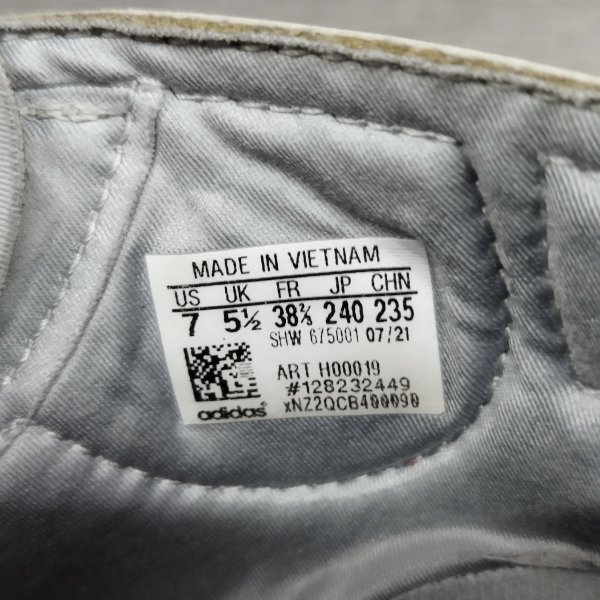 MADE IN VIETNAM
US UK FR JP CHN
7 5½ 38⅔ 240 235
SHW 675001 07/21
ART H00019
#128232449
adidas® xNZ2QCB400090